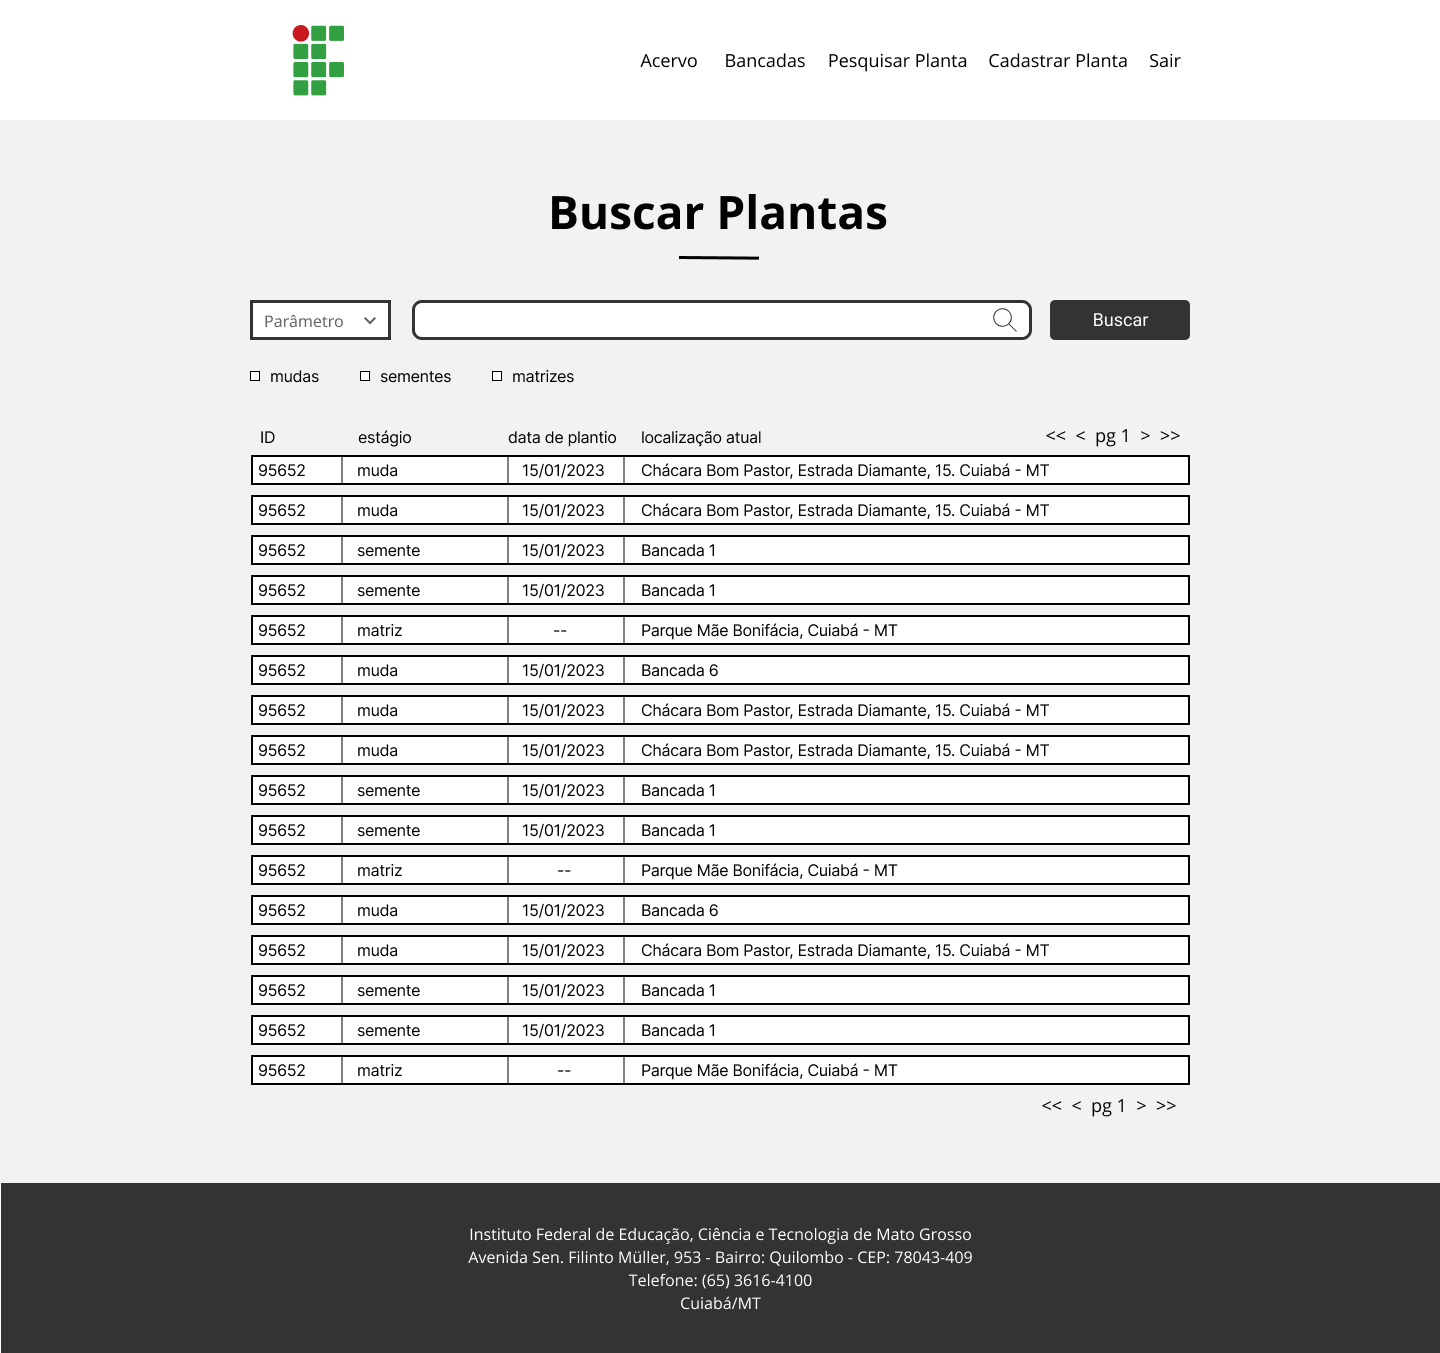 Acervo Bancadas Pesquisar Planta Cadastrar Planta Sair
Buscar Plantas
Parâmetro Buscar
mudas sementes matrizes
ID estágio data de plantio localização atual << < pg 1 > >>
95652 muda 15/01/2023 Chácara Bom Pastor, Estrada Diamante, 15. Cuiabá - MT
95652 muda 15/01/2023 Chácara Bom Pastor, Estrada Diamante, 15. Cuiabá - MT
95652 semente 15/01/2023 Bancada 1
95652 semente 15/01/2023 Bancada 1
95652 matriz -- Parque Mãe Bonifácia, Cuiabá - MT
95652 muda 15/01/2023 Bancada 6
95652 muda 15/01/2023 Chácara Bom Pastor, Estrada Diamante, 15. Cuiabá - MT
95652 muda 15/01/2023 Chácara Bom Pastor, Estrada Diamante, 15. Cuiabá - MT
95652 semente 15/01/2023 Bancada 1
95652 semente 15/01/2023 Bancada 1
95652 matriz -- Parque Mãe Bonifácia, Cuiabá - MT
95652 muda 15/01/2023 Bancada 6
95652 muda 15/01/2023 Chácara Bom Pastor, Estrada Diamante, 15. Cuiabá - MT
95652 semente 15/01/2023 Bancada 1
95652 semente 15/01/2023 Bancada 1
95652 matriz -- Parque Mãe Bonifácia, Cuiabá - MT
<< < pg 1 > >>
Instituto Federal de Educação, Ciência e Tecnologia de Mato Grosso
Avenida Sen. Filinto Müller, 953 - Bairro: Quilombo - CEP: 78043-409
Telefone: (65) 3616-4100
Cuiabá/MT